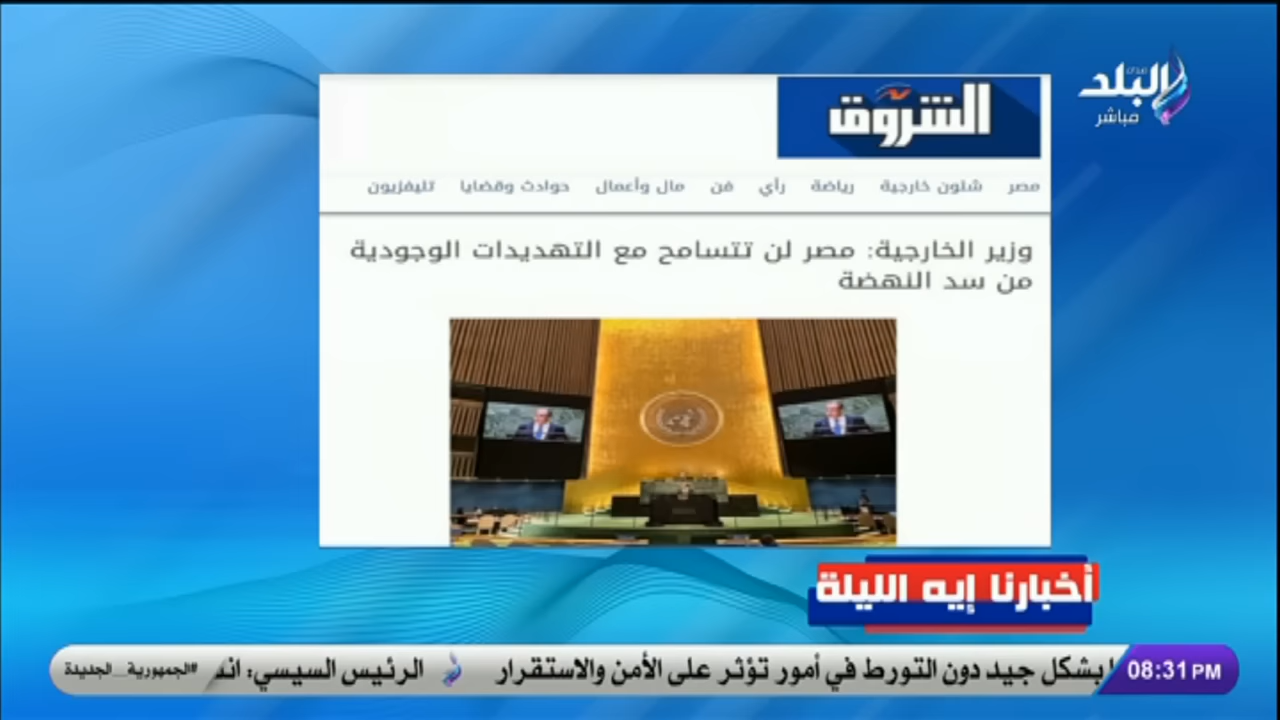 صدى
البلد
مباشر
الشروق
مصر شئون خارجية رياضة رأي فن مال وأعمال حوادث وقضايا تليفزيون
وزير الخارجية: مصر لن تتسامح مع التهديدات الوجودية
من سد النهضة
أخبارنا إيه الليلة
08:31 PM
بشكل جيد دون التورط في أمور تؤثر على الأمن والاستقرار الرئيس السيسي:
#الجمهورية__الجديدة